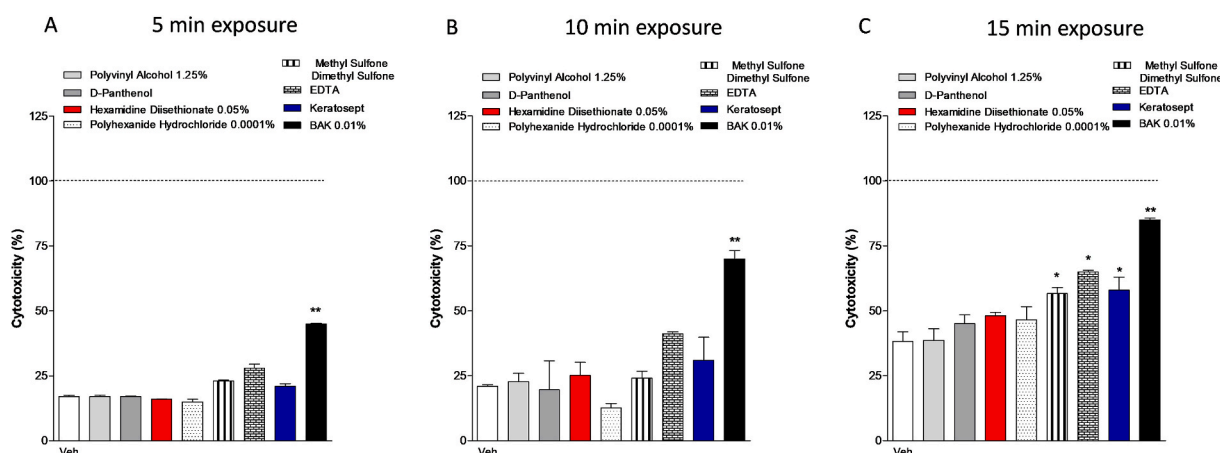 A
5 min exposure
Polyvinyl Alcohol 1.25%
D-Panthenol
Hexamidine Diisethionate 0.05%
Polyhexanide Hydrochloride 0.0001%
Methyl Sulfone
Dimethyl Sulfone
EDTA
Keratosept
BAK 0.01%
Cytotoxicity (%)
125
100
75
50
25
0
**
Veh
B
10 min exposure
Polyvinyl Alcohol 1.25%
D-Panthenol
Hexamidine Diisethionate 0.05%
Polyhexanide Hydrochloride 0.0001%
Methyl Sulfone
Dimethyl Sulfone
EDTA
Keratosept
BAK 0.01%
Cytotoxicity (%)
125
100
75
50
25
0
**
Veh
C
15 min exposure
Polyvinyl Alcohol 1.25%
D-Panthenol
Hexamidine Diisethionate 0.05%
Polyhexanide Hydrochloride 0.0001%
Methyl Sulfone
Dimethyl Sulfone
EDTA
Keratosept
BAK 0.01%
Cytotoxicity (%)
125
100
75
50
25
0
*
*
*
**
Veh